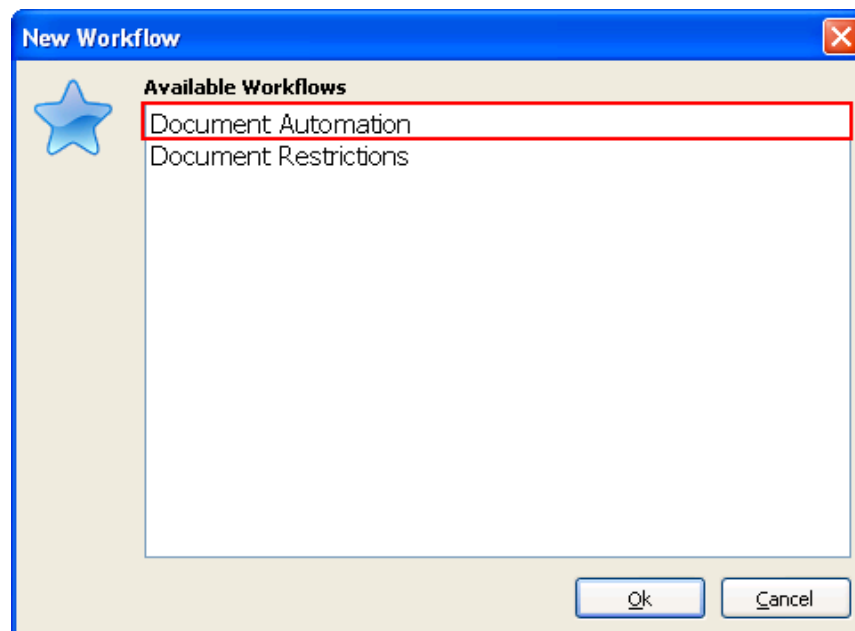 New Workflow
Available Workflows
Document Automation
Document Restrictions
Ok
Cancel